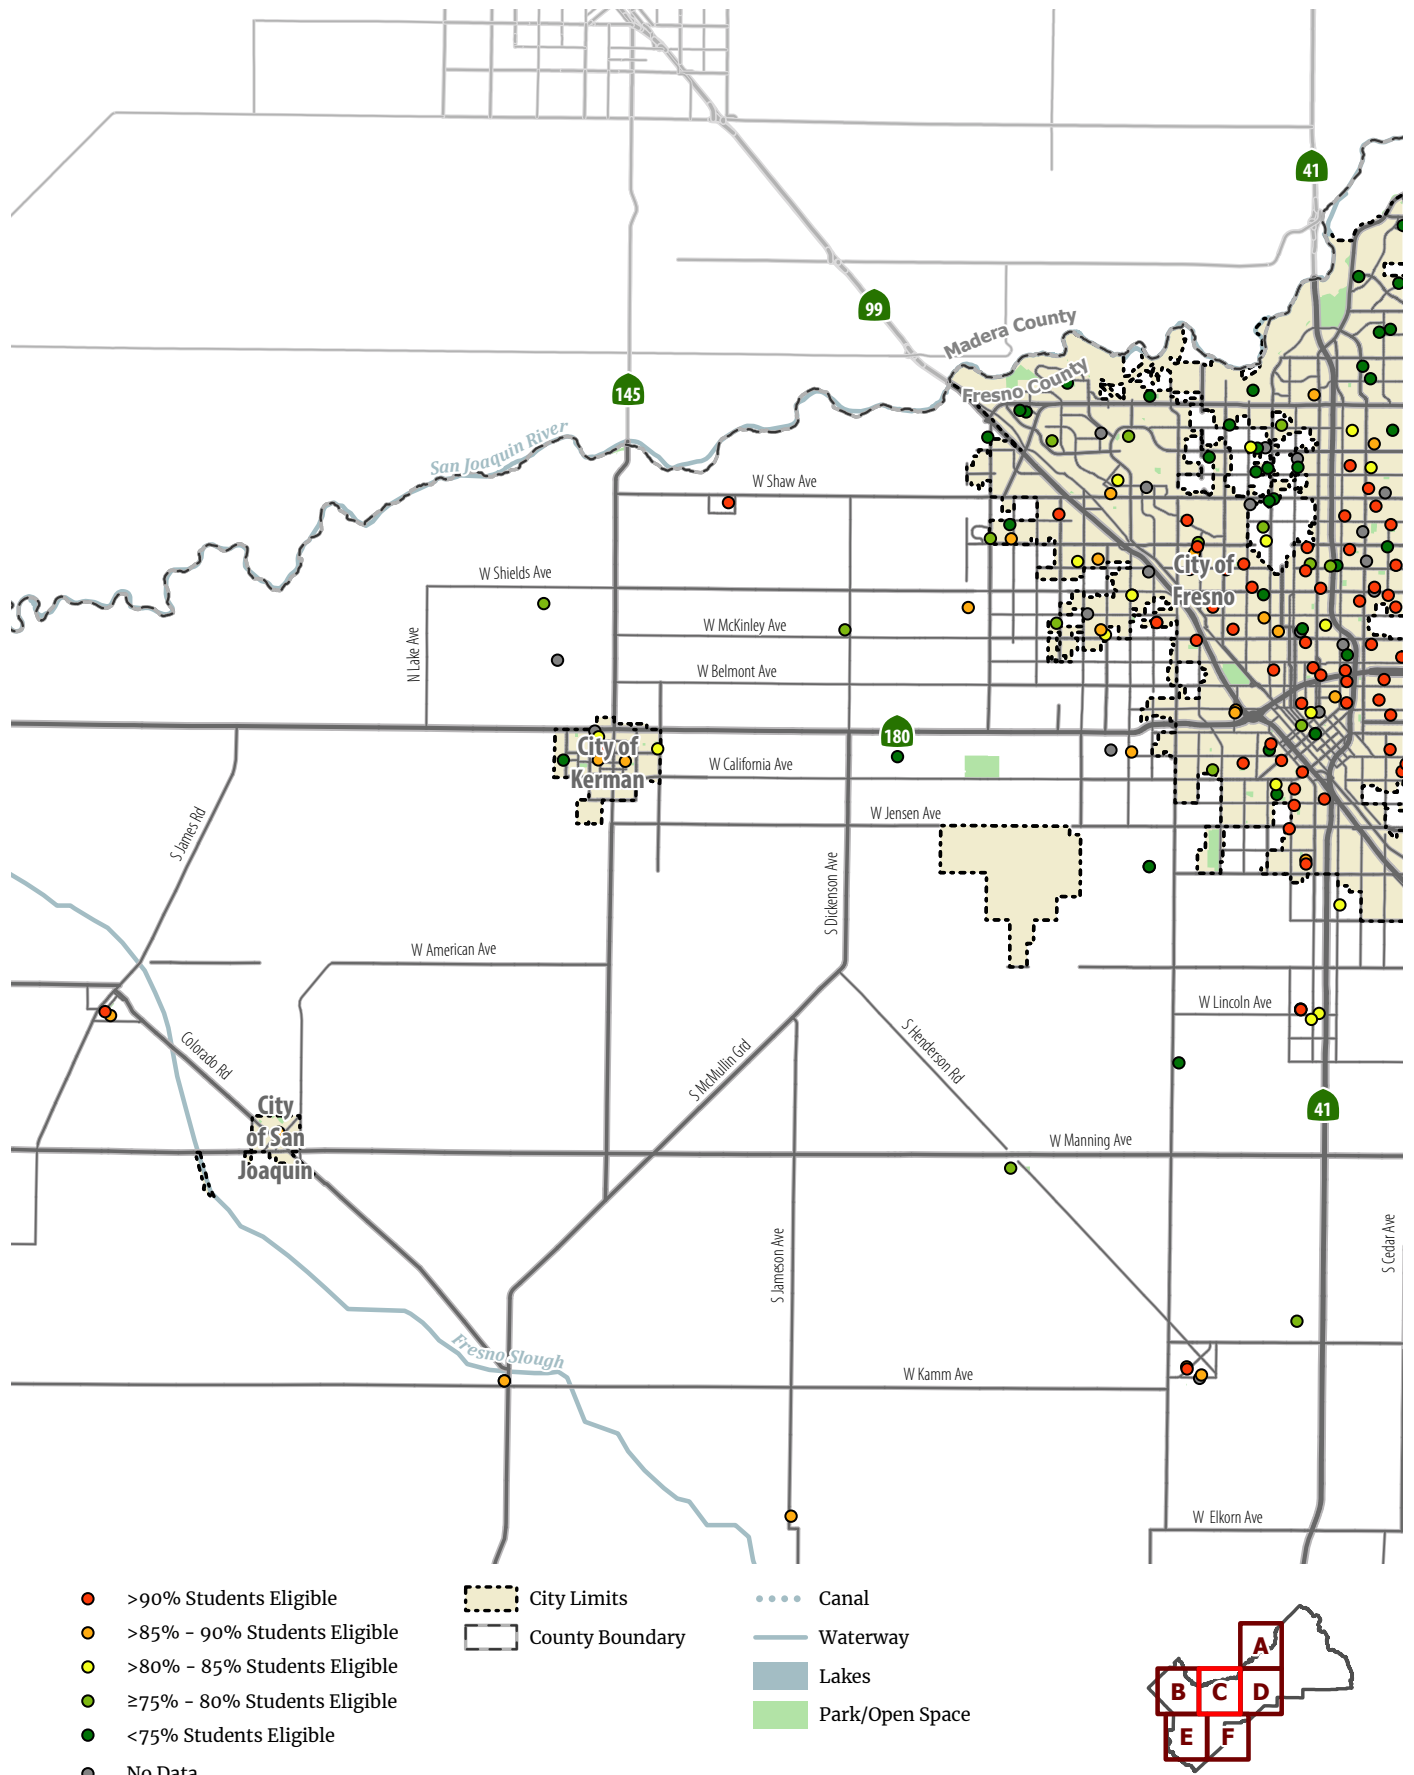 41
99
Madera County
Fresno County
145
San Joaquin River
W Shaw Ave
W Shields Ave
City of
Fresno
N Lake Ave
W McKinley Ave
W Belmont Ave
180
City of
Kerman
W California Ave
W Jensen Ave
S James Rd
S Dickenson Ave
W American Ave
W Lincoln Ave
Colorado Rd
S McMullin Grd
S Henderson Rd
City
of San
Joaquin
41
W Manning Ave
S Jameson Ave
S Cedar Ave
Fresno Slough
W Kamm Ave
W Elkorn Ave
>90% Students Eligible
>85% - 90% Students Eligible
>80% - 85% Students Eligible
≥75% - 80% Students Eligible
<75% Students Eligible
No Data
City Limits
County Boundary
Canal
Waterway
Lakes
Park/Open Space
A
B
C
D
E
F